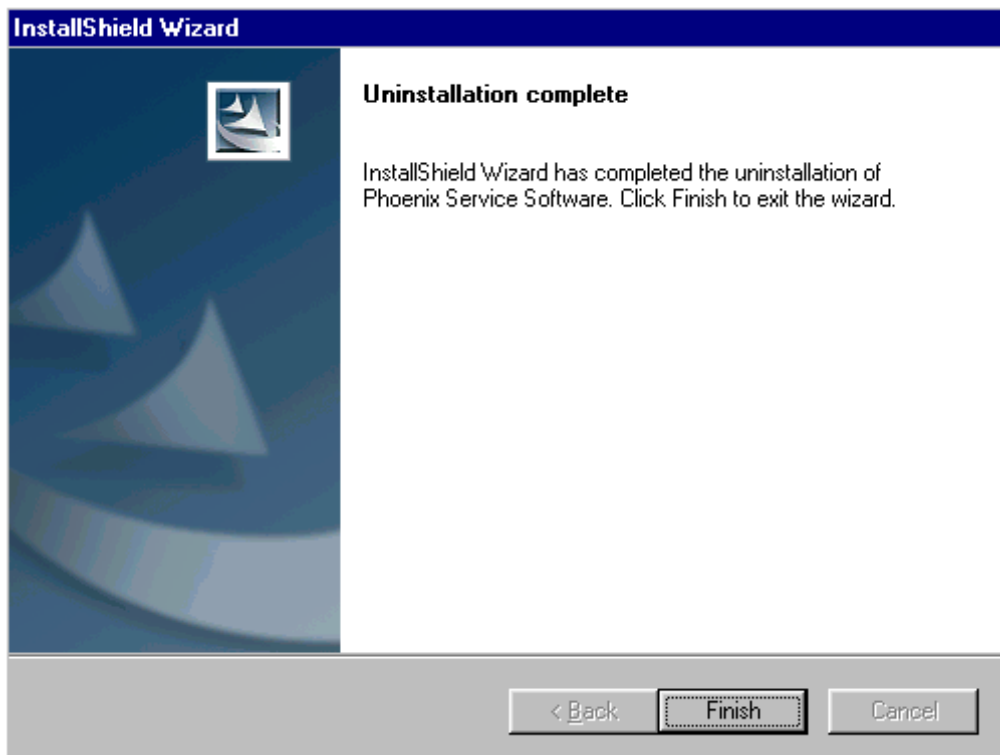 InstallShield Wizard
Uninstallation complete
InstallShield Wizard has completed the uninstallation of
Phoenix Service Software. Click Finish to exit the wizard.
< Back
Finish
Cancel